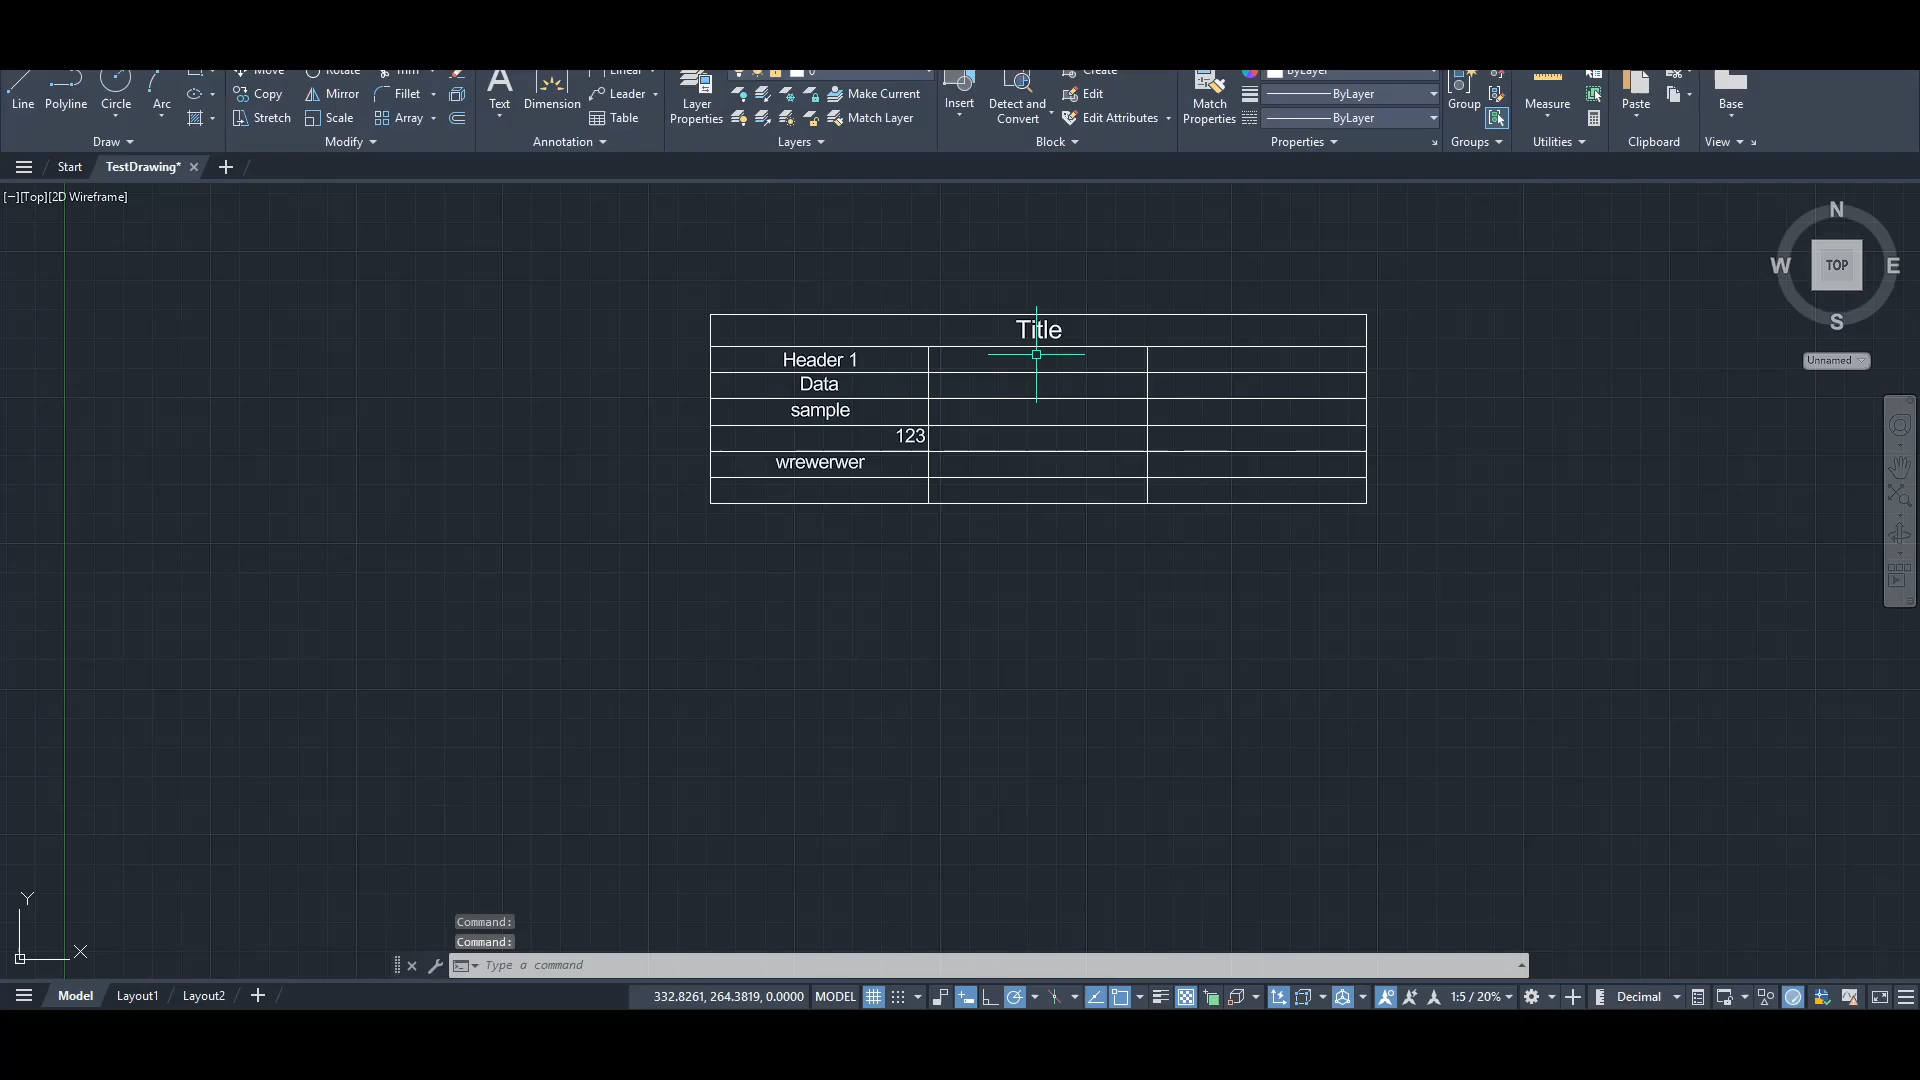 Move Rotate Trim Linear 0 Create ByLayer
Line Polyline Circle Arc Copy Mirror Fillet Text Dimension Leader Layer Properties Make Current Insert Detect and Convert Edit Match Properties ByLayer Group Measure Paste Base
Stretch Scale Array Table Match Layer Edit Attributes ByLayer
Draw Modify Annotation Layers Block Properties Groups Utilities Clipboard View
Start TestDrawing*
[−][Top][2D Wireframe]
N
W TOP E
S
Unnamed
Title
Header 1
Data
sample
123
wrewerwer
Y
X
Command:
Command:
Type a command
Model Layout1 Layout2 332.8261, 264.3819, 0.0000 MODEL 1:5 / 20% Decimal